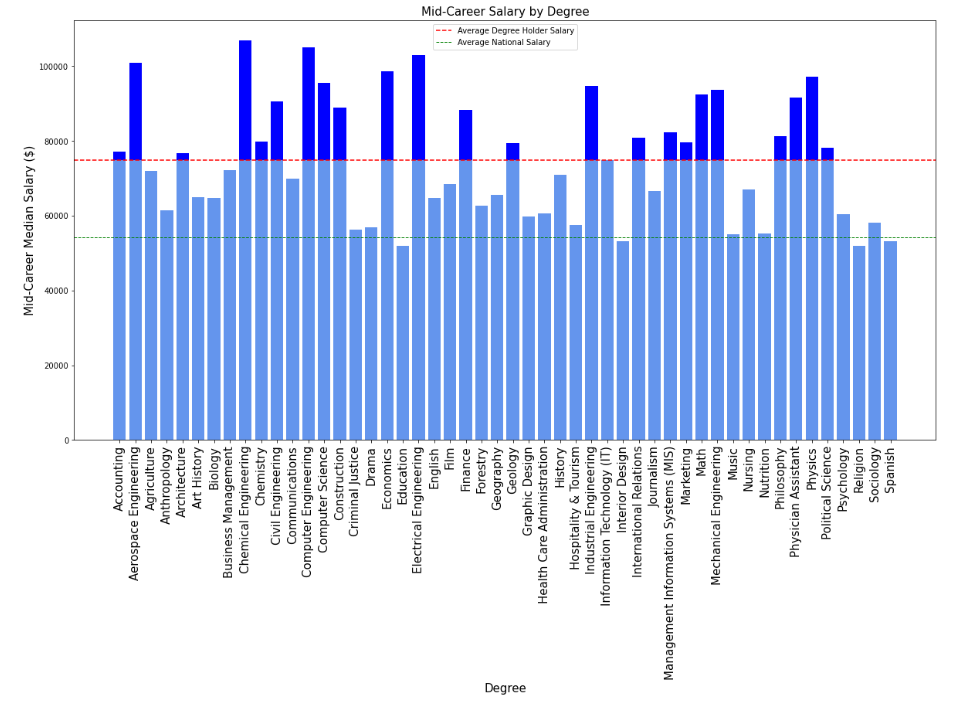 Mid-Career Salary by Degree
Average Degree Holder Salary
Average National Salary
Mid-Career Median Salary ($)
100000
80000
60000
40000
20000
0
Accounting
Aerospace Engineering
Agriculture
Anthropology
Architecture
Art History
Biology
Business Management
Chemical Engineering
Chemistry
Civil Engineering
Communications
Computer Engineering
Computer Science
Construction
Criminal Justice
Drama
Economics
Education
Electrical Engineering
English
Film
Finance
Forestry
Geography
Geology
Graphic Design
Health Care Administration
History
Hospitality & Tourism
Industrial Engineering
Information Technology (IT)
Interior Design
International Relations
Journalism
Management Information Systems (MIS)
Marketing
Math
Mechanical Engineering
Music
Nursing
Nutrition
Philosophy
Physician Assistant
Physics
Political Science
Psychology
Religion
Sociology
Spanish
Degree